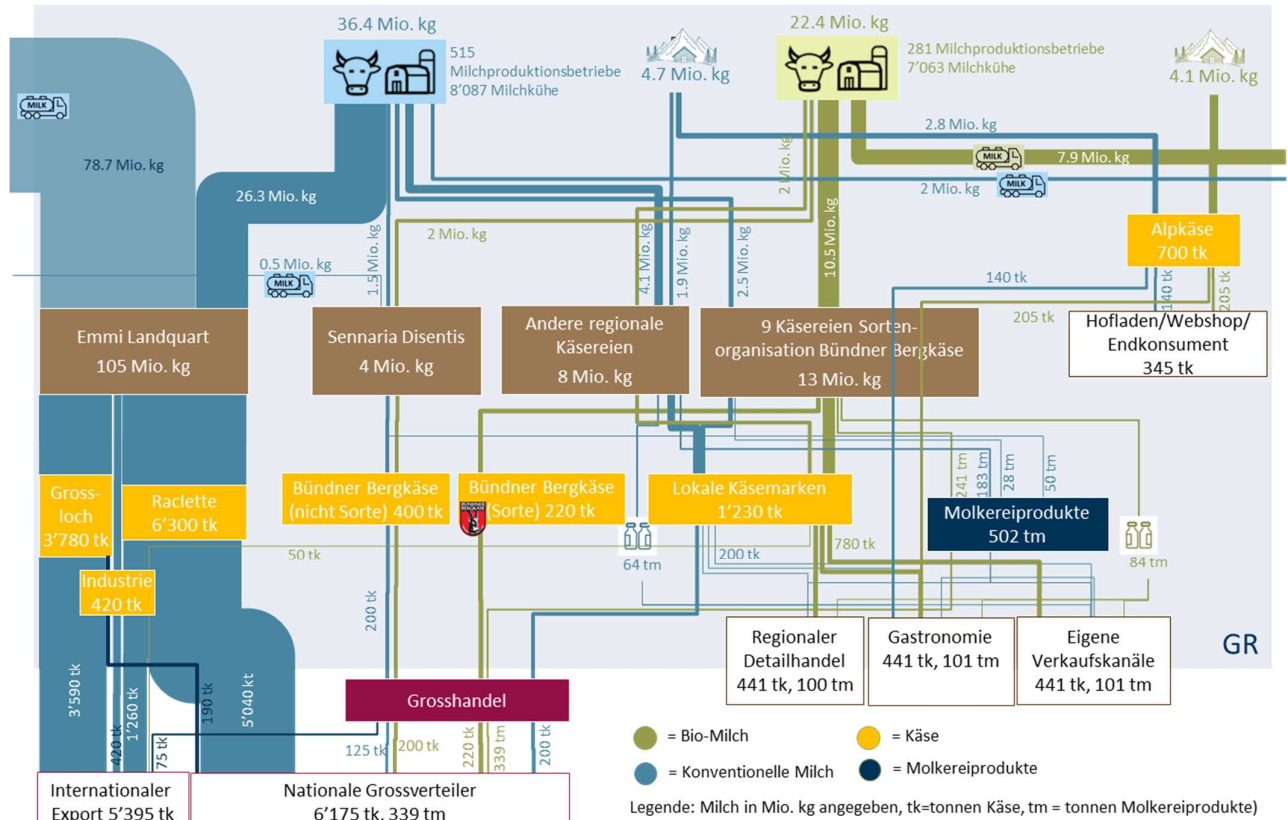 36.4 Mio. kg
515
Milchproduktionsbetriebe
8’087 Milchkühe
4.7 Mio. kg
22.4 Mio. kg
281 Milchproduktionsbetriebe
7’063 Milchkühe
4.1 Mio. kg
MILK
78.7 Mio. kg
26.3 Mio. kg
2.8 Mio. kg
MILK
7.9 Mio. kg
MILK
2 Mio. kg
2 Mio. kg
2 Mio. kg
0.5 Mio. kg
MILK
1.5 Mio. kg
4.1 Mio. kg
1.9 Mio. kg
2.5 Mio. kg
10.5 Mio. kg
Alpkäse
700 tk
140 tk
140 tk
205 tk
205 tk
Emmi Landquart
105 Mio. kg
Sennaria Disentis
4 Mio. kg
Andere regionale
Käsereien
8 Mio. kg
9 Käsereien Sorten-
organisation Bündner Bergkäse
13 Mio. kg
Hofladen/Webshop/
Endkonsument
345 tk
Gross-
loch
3’780 tk
Raclette
6’300 tk
Bündner Bergkäse
(nicht Sorte) 400 tk
Bündner Bergkäse
(Sorte) 220 tk
BÜNDNER
BERGKÄSE
Lokale Käsemarken
1’230 tk
241 tm
183 tm
28 tm
50 tm
Molkereiprodukte
502 tm
Industrie
420 tk
50 tk
64 tm
200 tk
780 tk
84 tm
200 tk
Regionaler
Detailhandel
441 tk, 100 tm
Gastronomie
441 tk, 101 tm
Eigene
Verkaufskanäle
441 tk, 101 tm
GR
3’590 tk
420 tk
1’260 tk
75 tk
190 tk
5’040 kt
Grosshandel
125 tk
200 tk
220 tk
339 tm
200 tk
Internationaler
Export 5’395 tk
Nationale Grossverteiler
6’175 tk, 339 tm
= Bio-Milch
= Käse
= Konventionelle Milch
= Molkereiprodukte
Legende: Milch in Mio. kg angegeben, tk=tonnen Käse, tm = tonnen Molkereiprodukte)